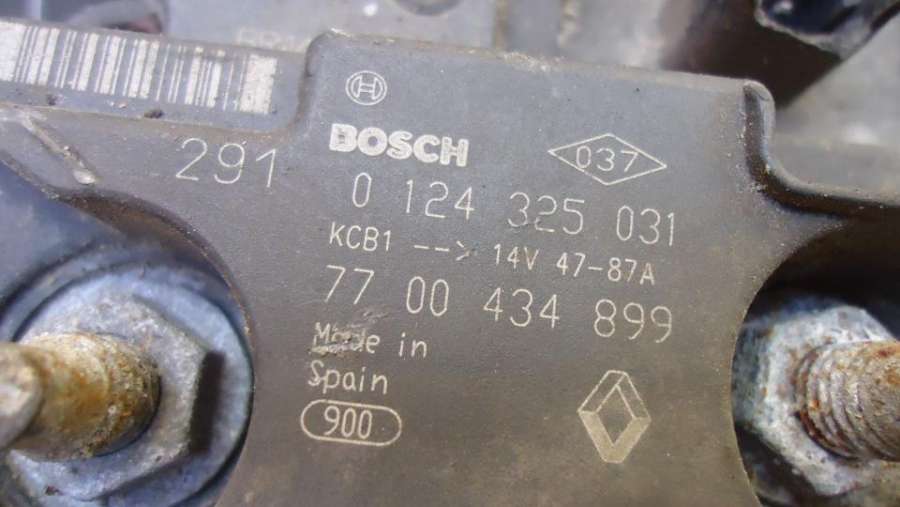 BOSCH
037
291
0 124 325 031
KCB1 --> 14V 47-87A
77 00 434 899
Made in
Spain
900